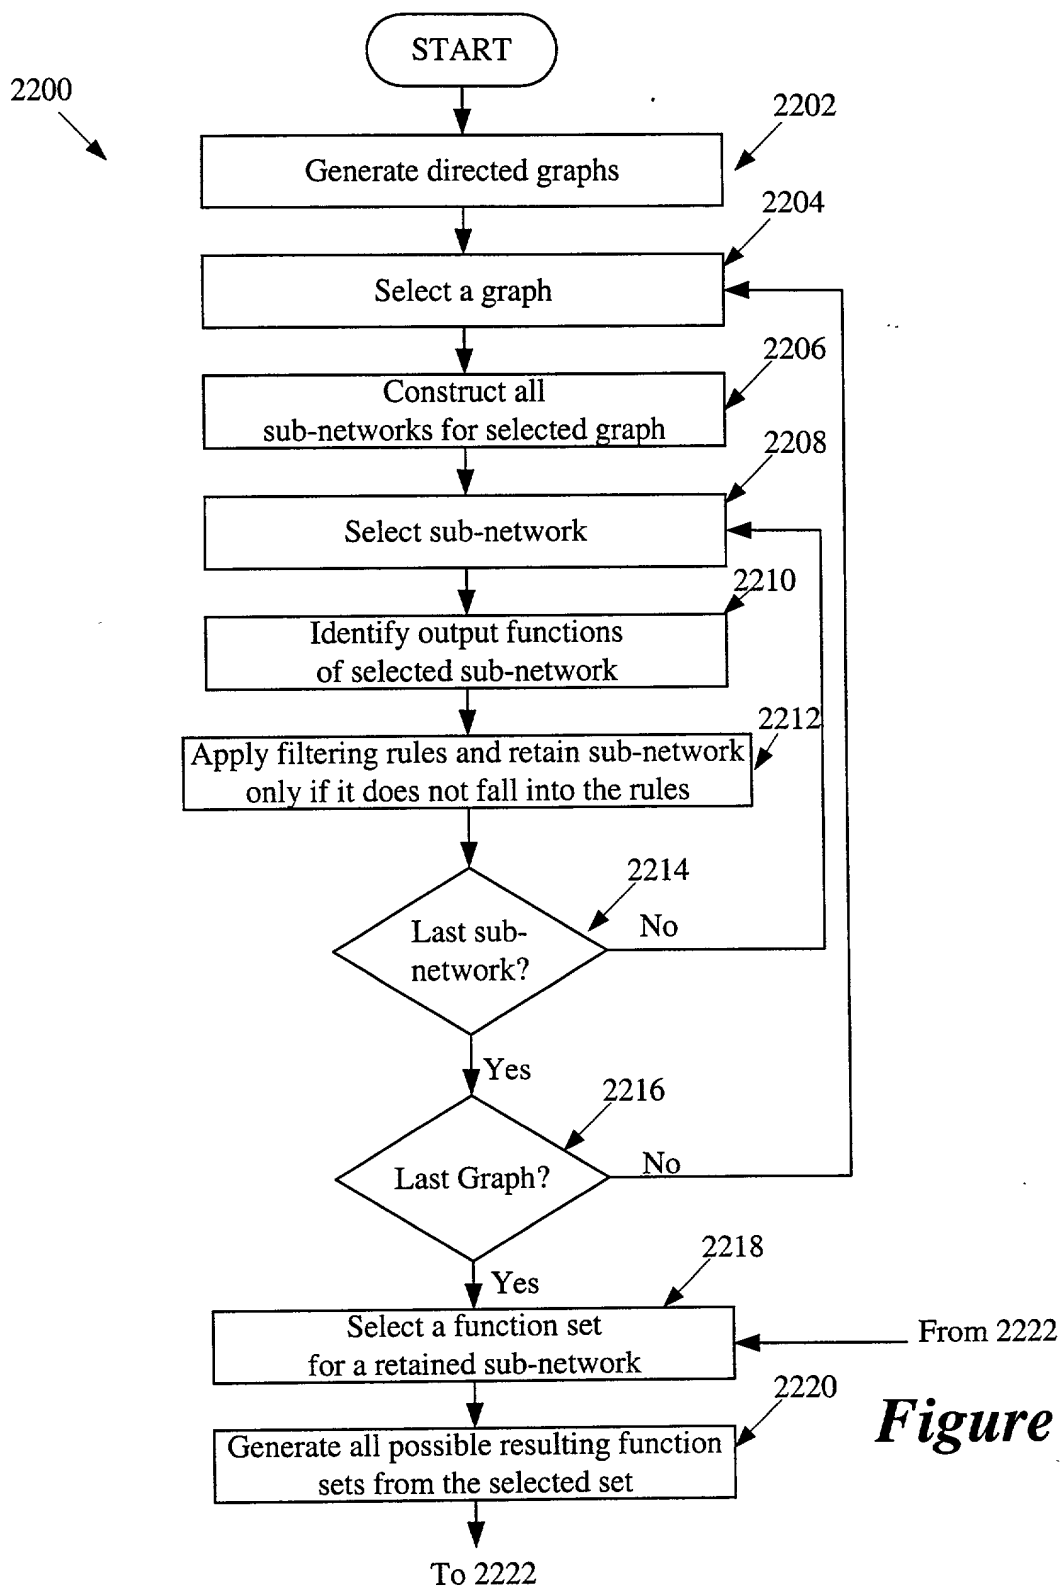 START
2200
2202
Generate directed graphs
2204
Select a graph
2206
Construct all
sub-networks for selected graph
2208
Select sub-network
2210
Identify output functions
of selected sub-network
2212
Apply filtering rules and retain sub-network
only if it does not fall into the rules
2214
Last sub-
network?
No
Yes
2216
Last Graph?
No
Yes
2218
Select a function set
for a retained sub-network
From 2222
2220
Generate all possible resulting function
sets from the selected set
Figure
To 2222